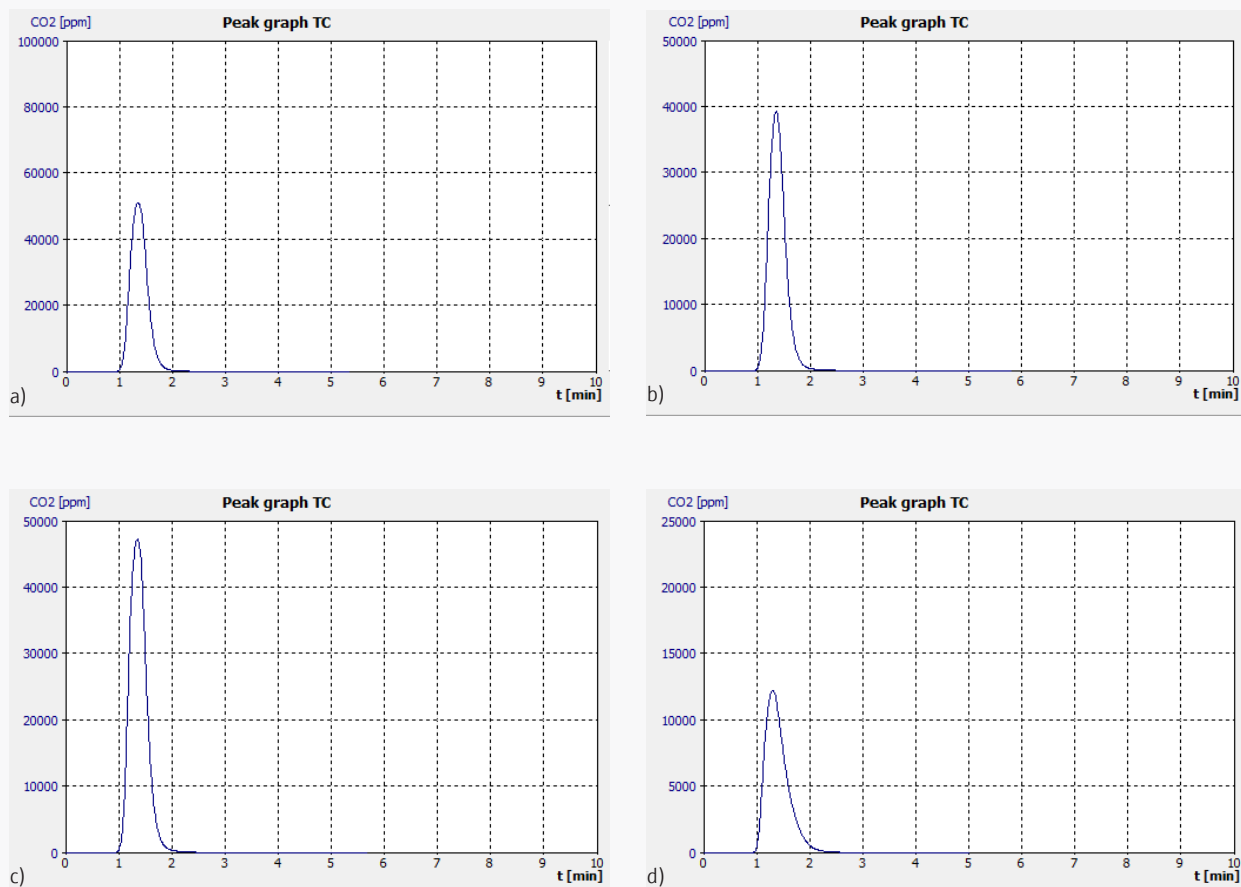 CO2 [ppm]
Peak graph TC
100000
80000
60000
40000
20000
0
0 1 2 3 4 5 6 7 8 9 10
t [min]
a)
CO2 [ppm]
Peak graph TC
50000
40000
30000
20000
10000
0
0 1 2 3 4 5 6 7 8 9 10
t [min]
b)
CO2 [ppm]
Peak graph TC
50000
40000
30000
20000
10000
0
0 1 2 3 4 5 6 7 8 9 10
t [min]
c)
CO2 [ppm]
Peak graph TC
25000
20000
15000
10000
5000
0
0 1 2 3 4 5 6 7 8 9 10
t [min]
d)